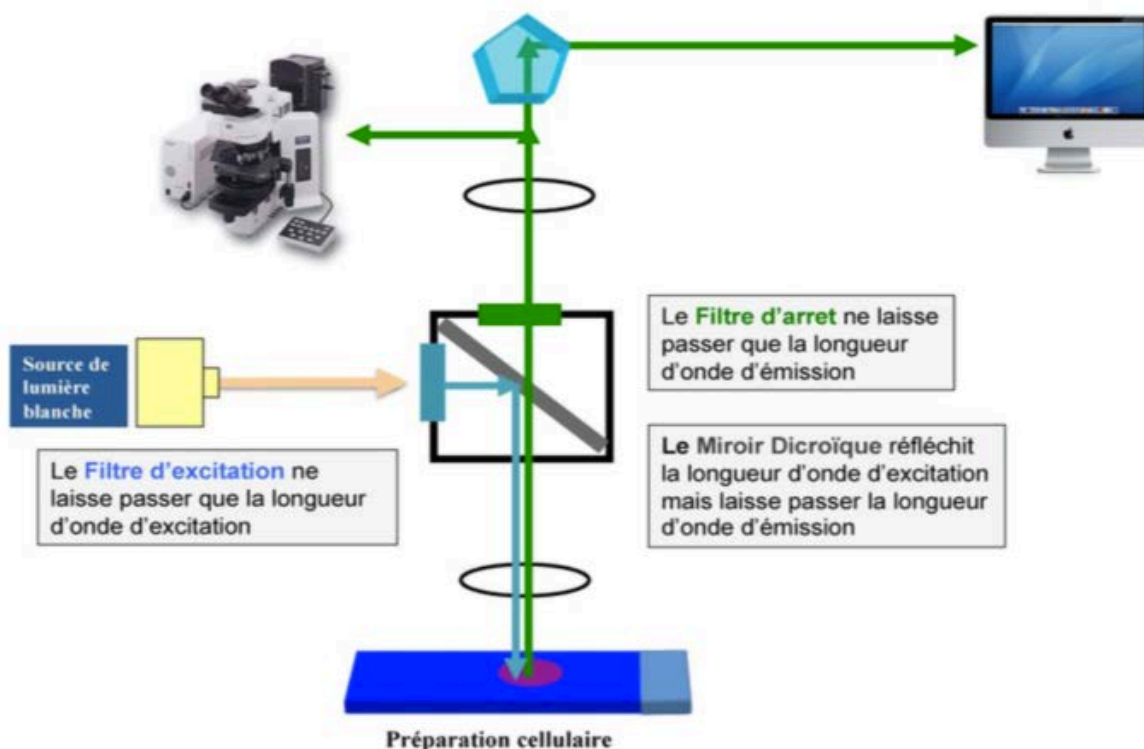 Source de
lumière
blanche
Le Filtre d'arret ne laisse
passer que la longueur
d'onde d'émission
Le Filtre d'excitation ne
laisse passer que la longueur
d'onde d'excitation
Le Miroir Dicroïque réfléchit
la longueur d'onde d'excitation
mais laisse passer la longueur
d'onde d'émission
Préparation cellulaire